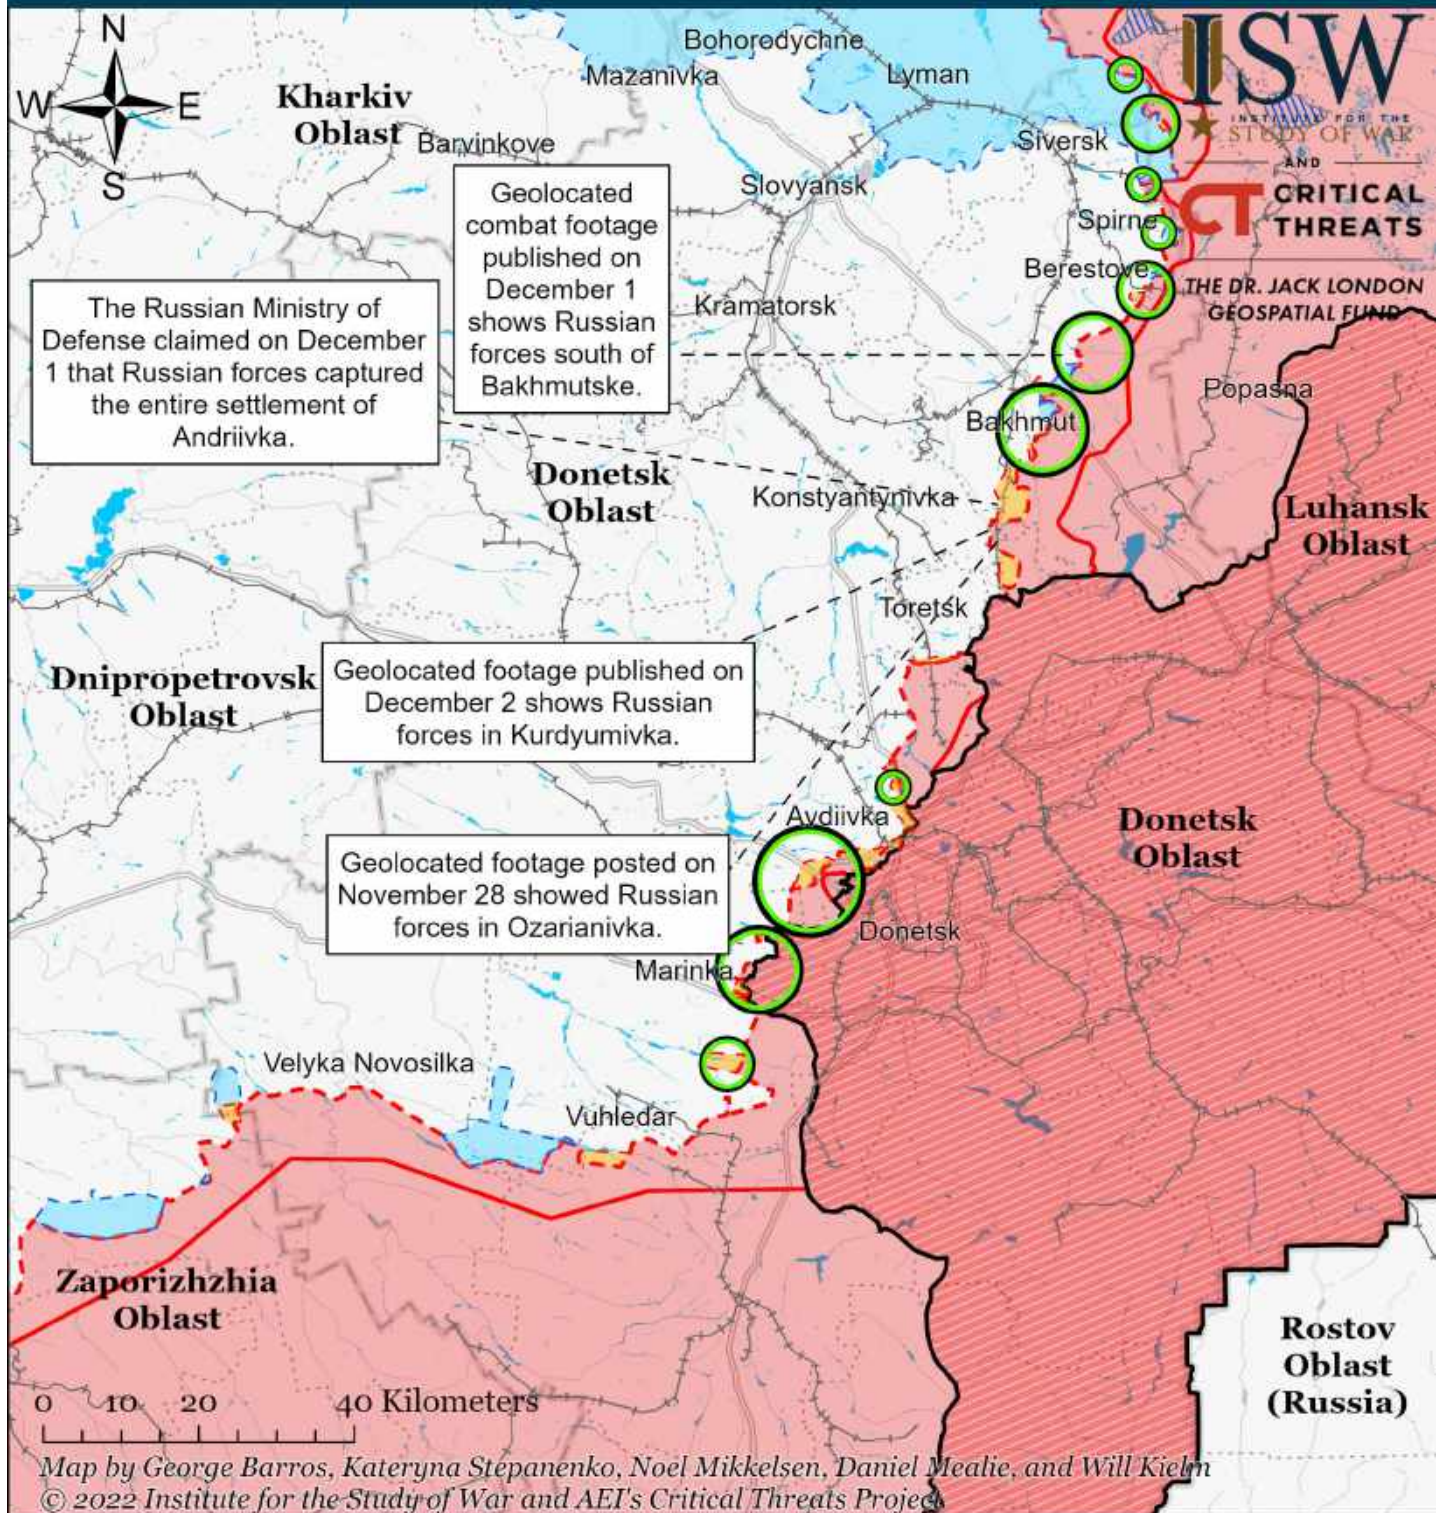 N
W
E
S
Kharkiv
Oblast
Barvinkove
Mazanivka
Bohorodychne
Lyman
Siversk
Slovyansk
Spirne
Berestove
Kramatorsk
Popasna
Bakhmut
Konstyantynivka
Toretsk
Avdiivka
Donetsk
Marinka
Velyka Novosilka
Vuhledar
ISW
INSTITUTE FOR THE
STUDY OF WAR
AND
CT CRITICAL
THREATS
THE DR. JACK LONDON
GEOSPATIAL FUND
Geolocated
combat footage
published on
December 1
shows Russian
forces south of
Bakhmutske.
The Russian Ministry of
Defense claimed on December
1 that Russian forces captured
the entire settlement of
Andriivka.
Donetsk
Oblast
Luhansk
Oblast
Dnipropetrovsk
Oblast
Geolocated footage published on
December 2 shows Russian
forces in Kurdyumivka.
Geolocated footage posted on
November 28 showed Russian
forces in Ozarianivka.
Donetsk
Oblast
Zaporizhzhia
Oblast
Rostov
Oblast
(Russia)
0 10 20 40 Kilometers
Map by George Barros, Kateryna Stepanenko, Noel Mikkelsen, Daniel Mealie, and Will Kielm
© 2022 Institute for the Study of War and AEI's Critical Threats Project